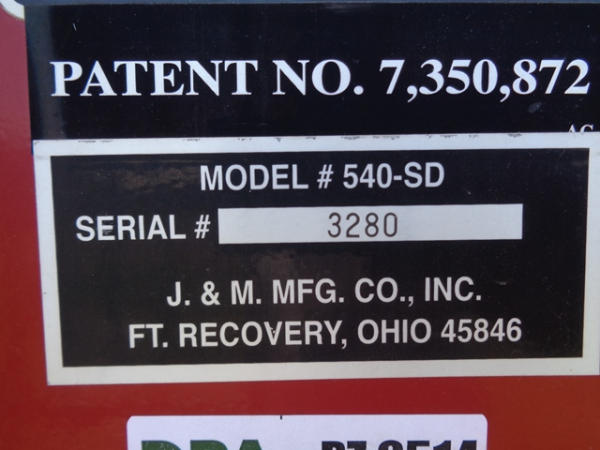 PATENT NO. 7,350,872
MODEL # 540-SD
SERIAL # 3280
J. & M. MFG. CO., INC.
FT. RECOVERY, OHIO 45846